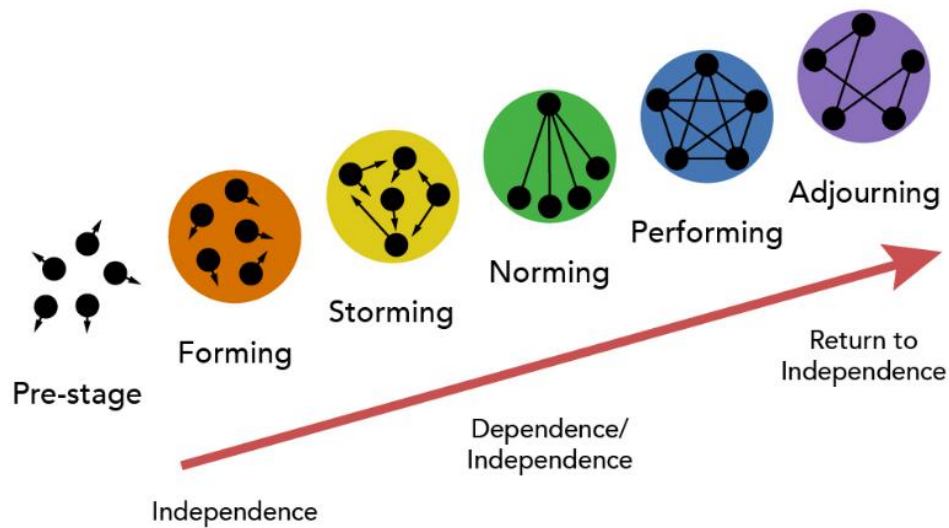 Pre-stage
Forming
Storming
Norming
Performing
Adjourning
Independence
Dependence/
Independence
Return to
Independence